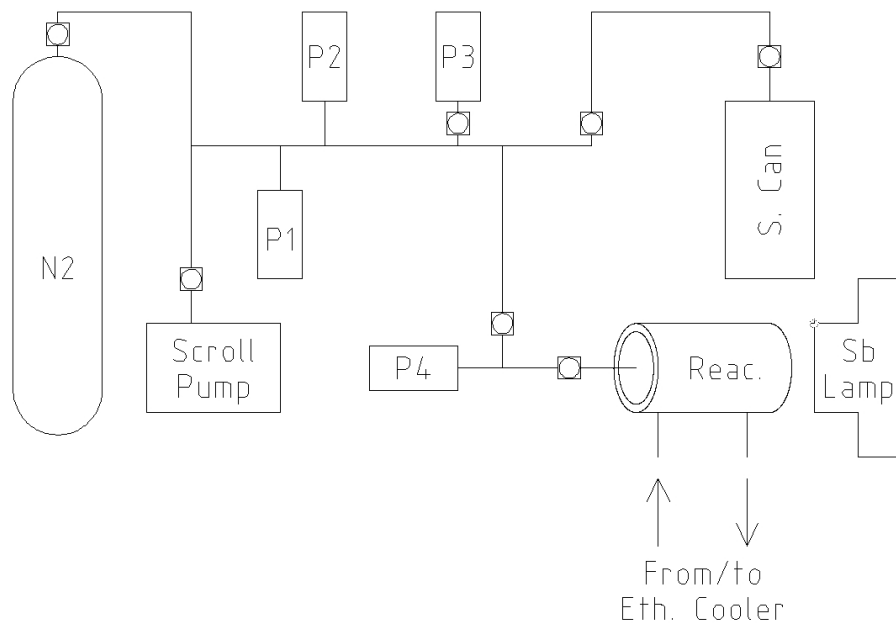 P2
P3
S. Can
P1
N2
Scroll
Pump
P4
Reac.
Sb
Lamp
From/to
Eth. Cooler